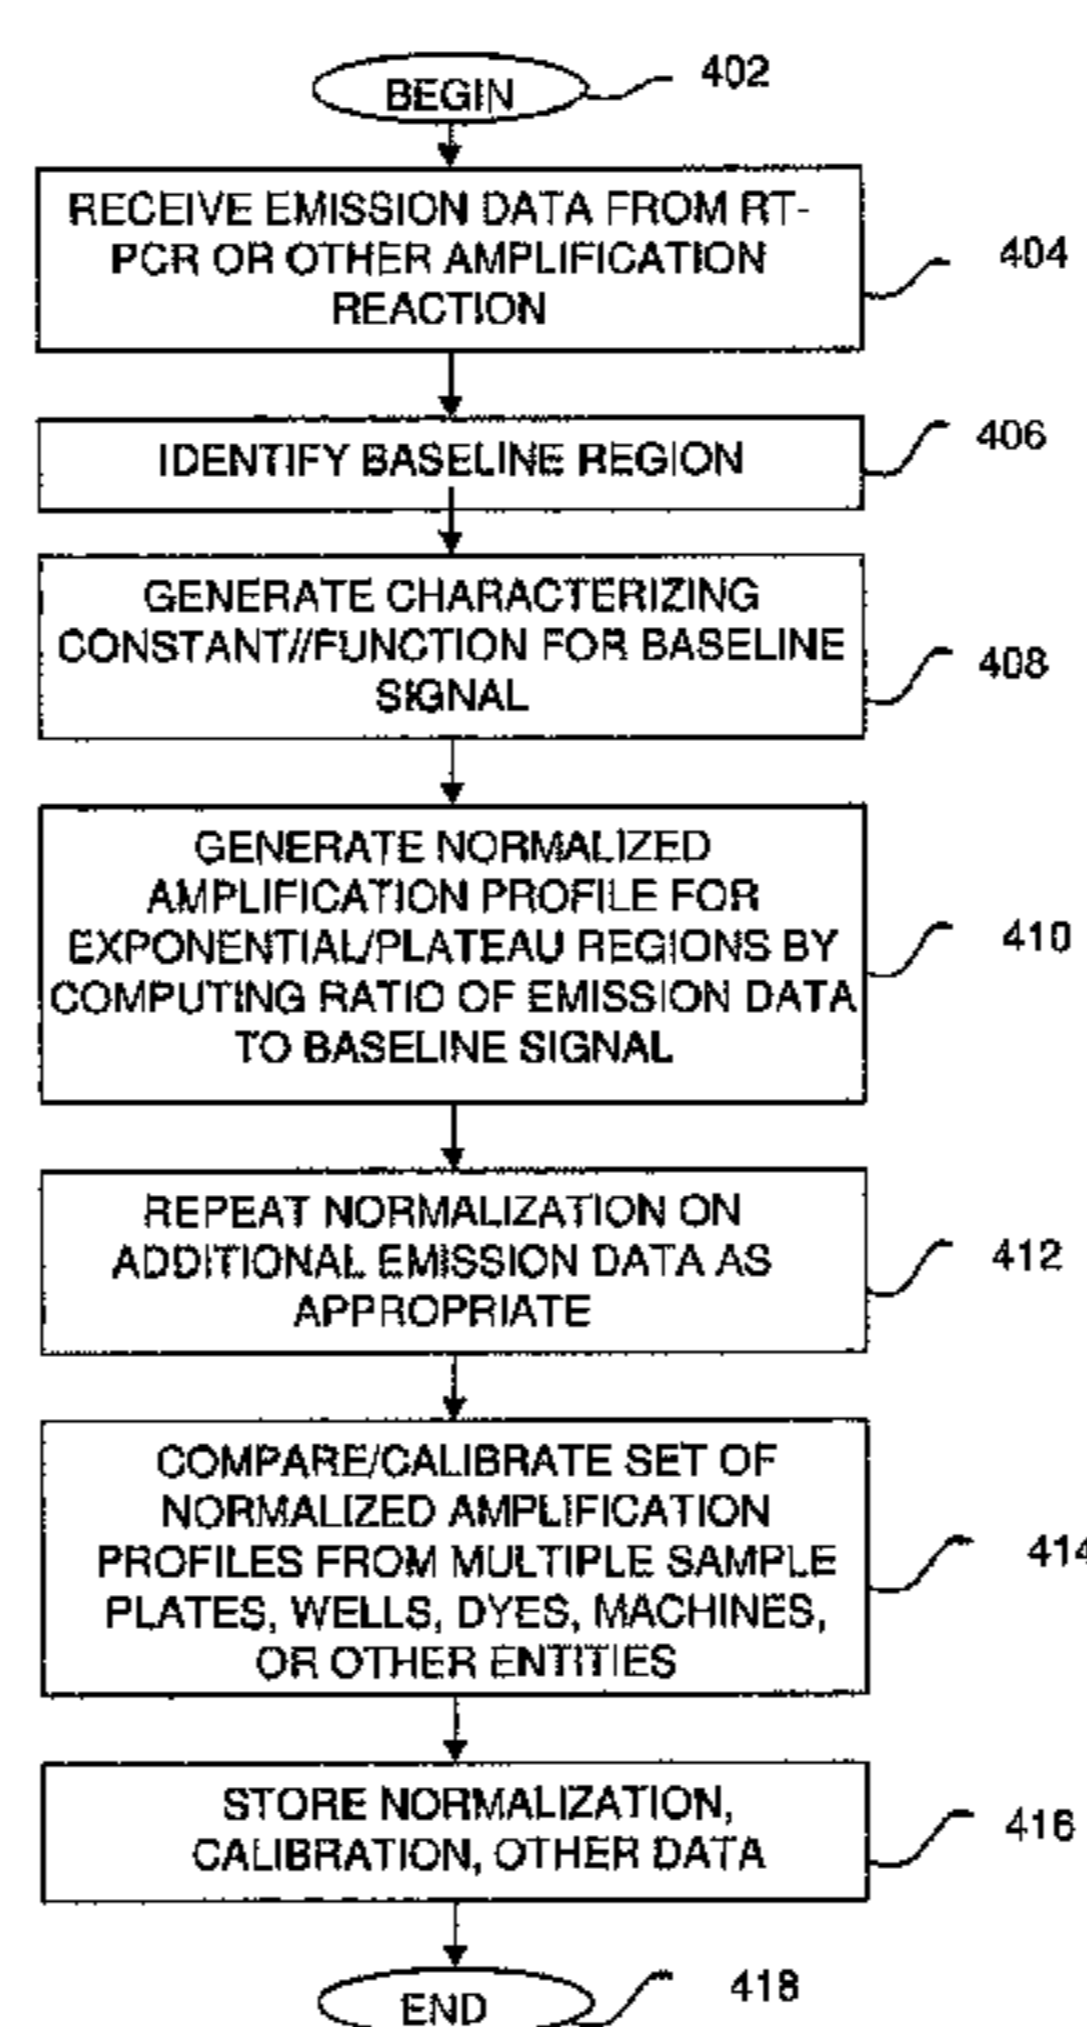 BEGIN
402
RECEIVE EMISSION DATA FROM RT-
PCR OR OTHER AMPLIFICATION
REACTION
404
IDENTIFY BASELINE REGION
406
GENERATE CHARACTERIZING
CONSTANT//FUNCTION FOR BASELINE
SIGNAL
408
GENERATE NORMALIZED
AMPLIFICATION PROFILE FOR
EXPONENTIAL/PLATEAU REGIONS BY
COMPUTING RATIO OF EMISSION DATA
TO BASELINE SIGNAL
410
REPEAT NORMALIZATION ON
ADDITIONAL EMISSION DATA AS
APPROPRIATE
412
COMPARE/CALIBRATE SET OF
NORMALIZED AMPLIFICATION
PROFILES FROM MULTIPLE SAMPLE
PLATES, WELLS, DYES, MACHINES,
OR OTHER ENTITIES
414
STORE NORMALIZATION,
CALIBRATION, OTHER DATA
416
END
418